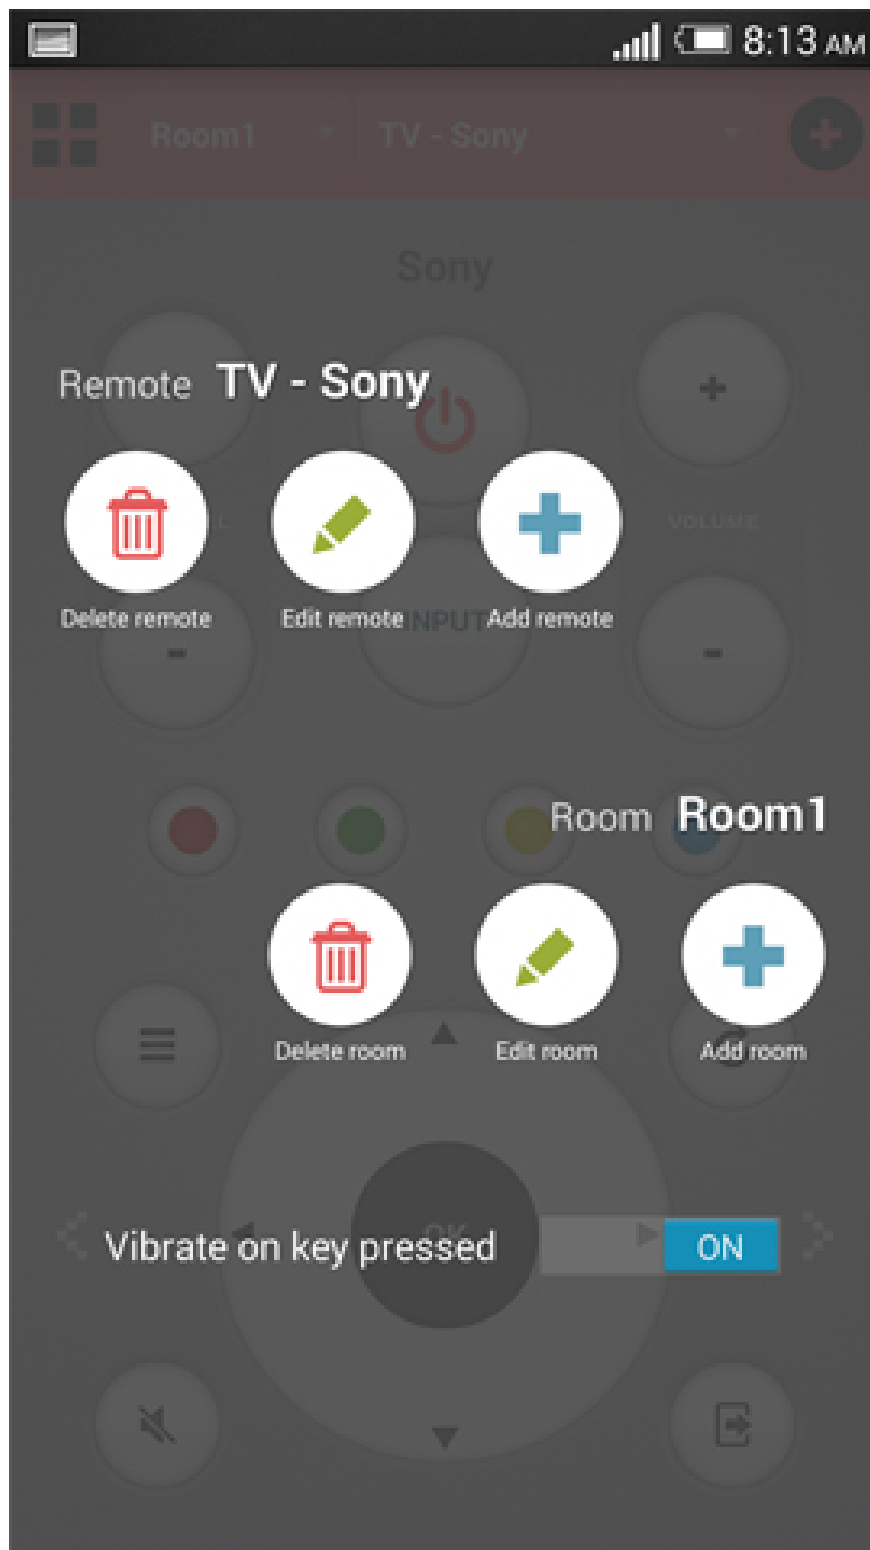 8:13 AM
Room1 TV - Sony
Sony
Remote TV - Sony
VOLUME
Delete remote Edit remote INPUT Add remote
Room Room1
Delete room Edit room Add room
OK
Vibrate on key pressed ON